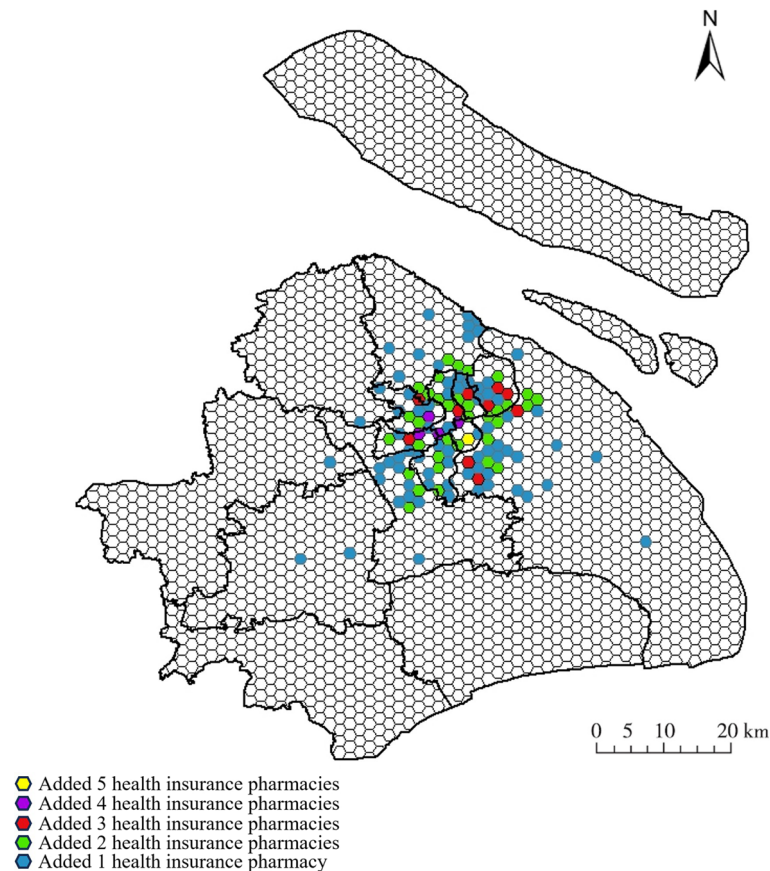 N
0 5 10 20 km
Added 5 health insurance pharmacies
Added 4 health insurance pharmacies
Added 3 health insurance pharmacies
Added 2 health insurance pharmacies
Added 1 health insurance pharmacy